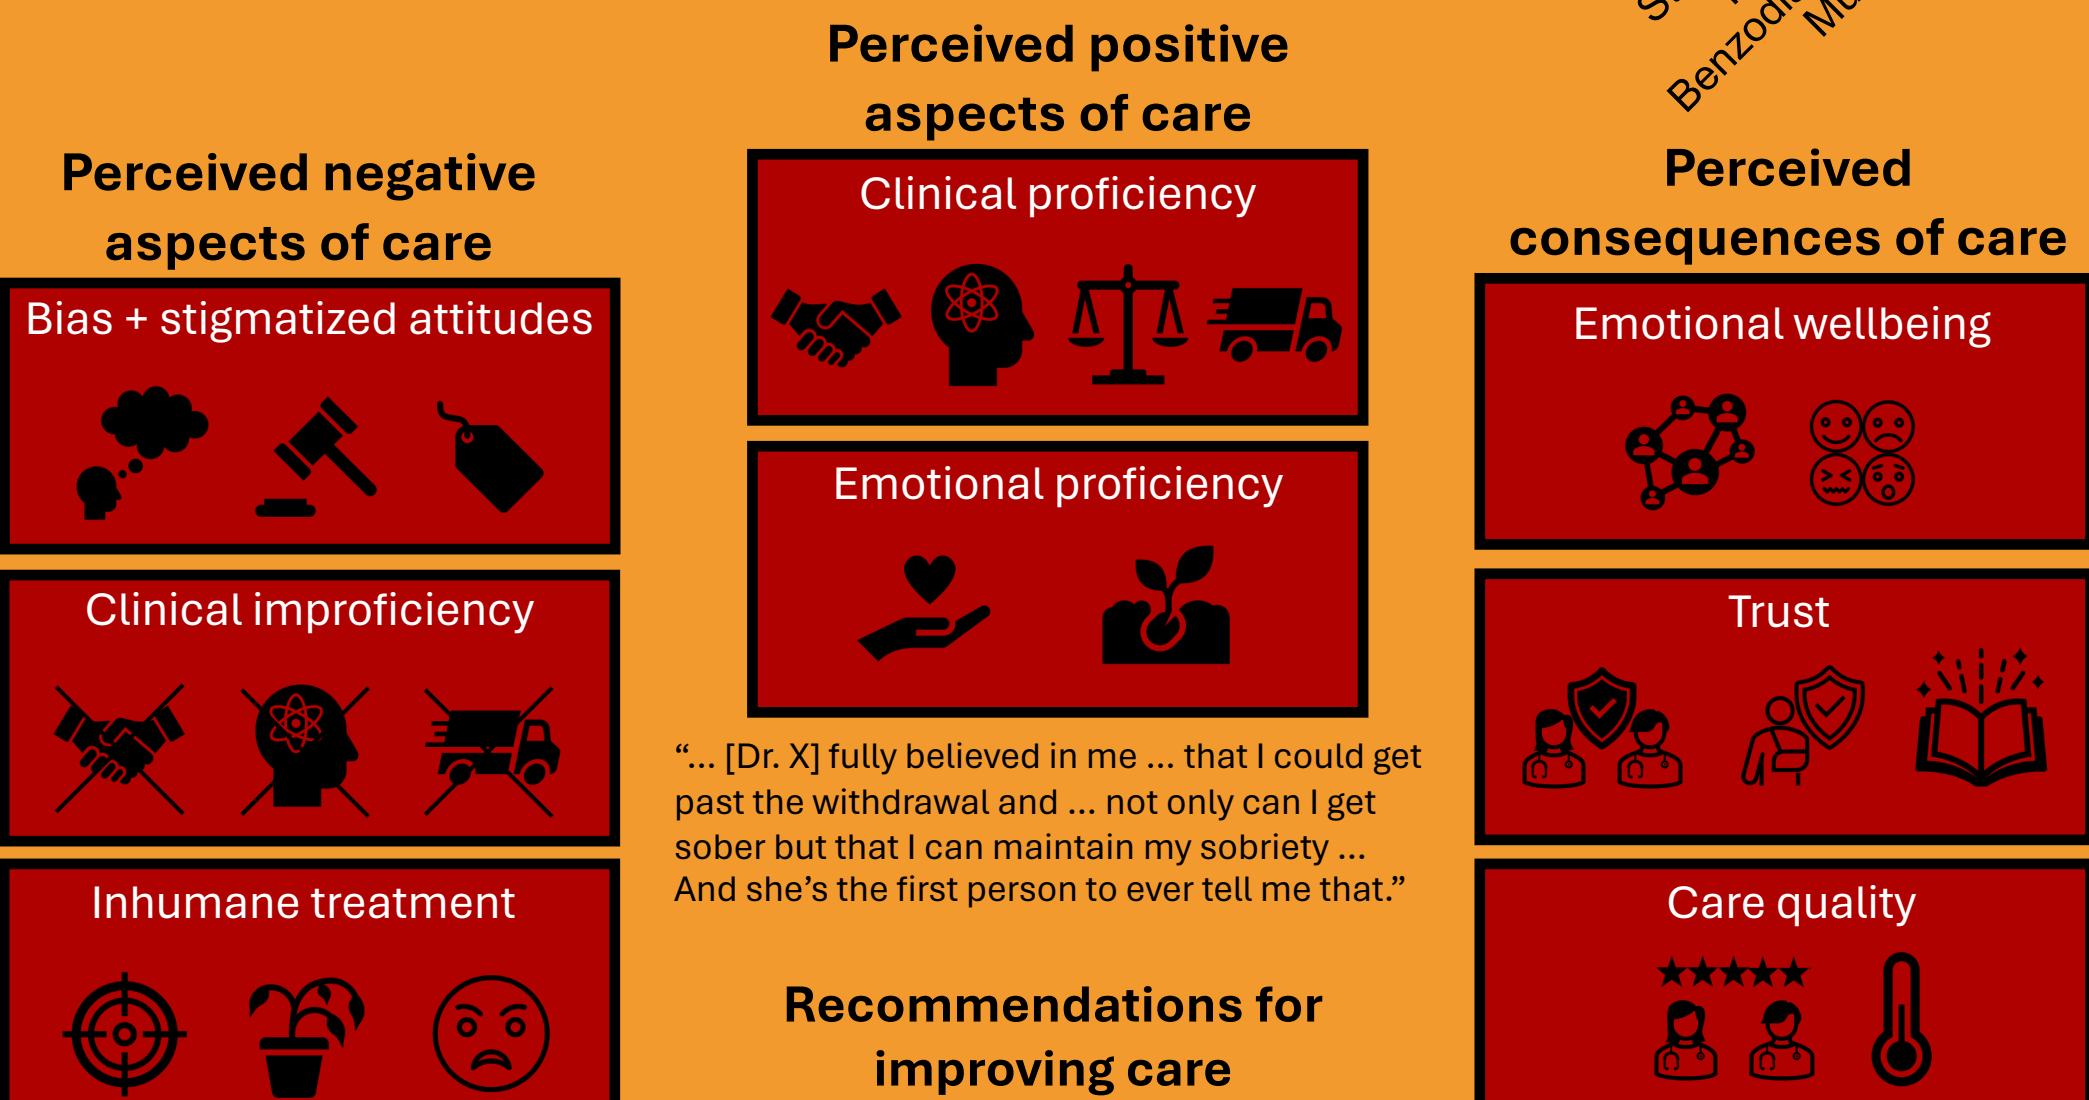 Perceived negative
aspects of care
Bias + stigmatized attitudes
Clinical improficiency
Inhumane treatment
Perceived positive
aspects of care
Clinical proficiency
Emotional proficiency
“... [Dr. X] fully believed in me ... that I could get
past the withdrawal and ... not only can I get
sober but that I can maintain my sobriety ...
And she’s the first person to ever tell me that.”
Recommendations for
improving care
Perceived
consequences of care
Emotional wellbeing
Trust
Care quality